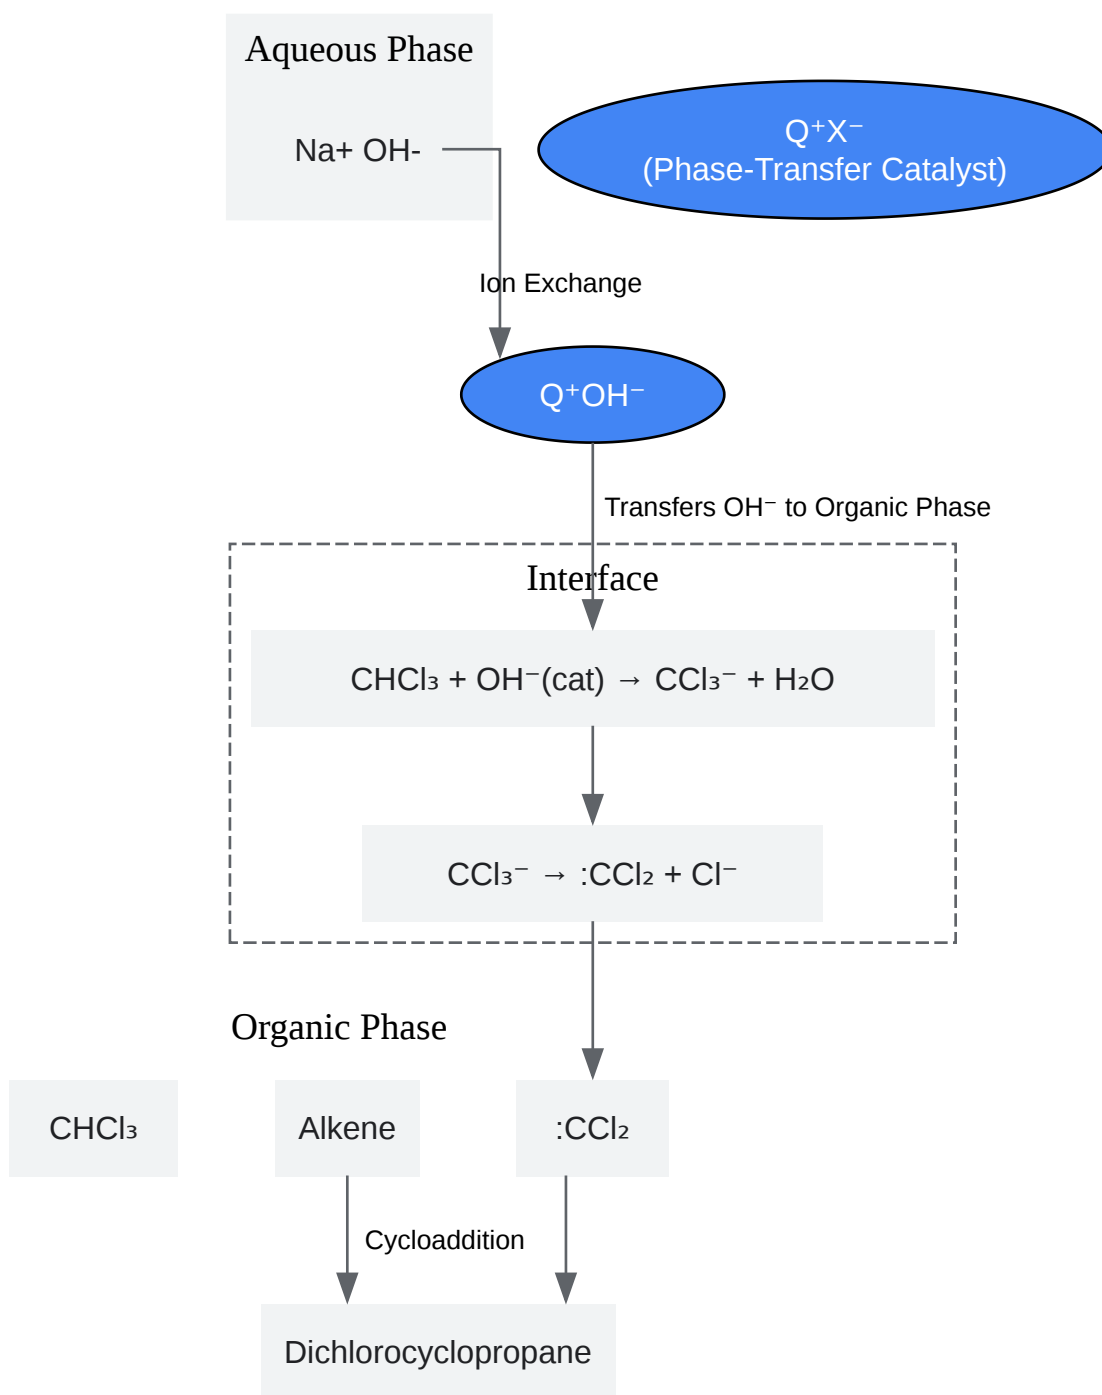 Aqueous Phase
Na+ OH-
Q⁺X⁻
(Phase-Transfer Catalyst)
Ion Exchange
Q⁺OH⁻
Transfers OH⁻ to Organic Phase
Interface
CHCl₃ + OH⁻(cat) → CCl₃⁻ + H₂O
CCl₃⁻ → :CCl₂ + Cl⁻
Organic Phase
CHCl₃
Alkene
:CCl₂
Cycloaddition
Dichlorocyclopropane